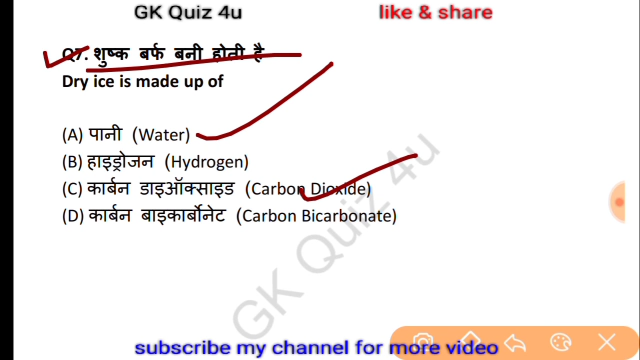 GK Quiz 4u like & share
Q7. शुष्क बर्फ बनी होती है
Dry ice is made up of
(A) पानी (Water)
(B) हाइड्रोजन (Hydrogen)
(C) कार्बन डाइऑक्साइड (Carbon Dioxide)
(D) कार्बन बाइकार्बोनेट (Carbon Bicarbonate)
GK Quiz 4u
subscribe my channel for more video